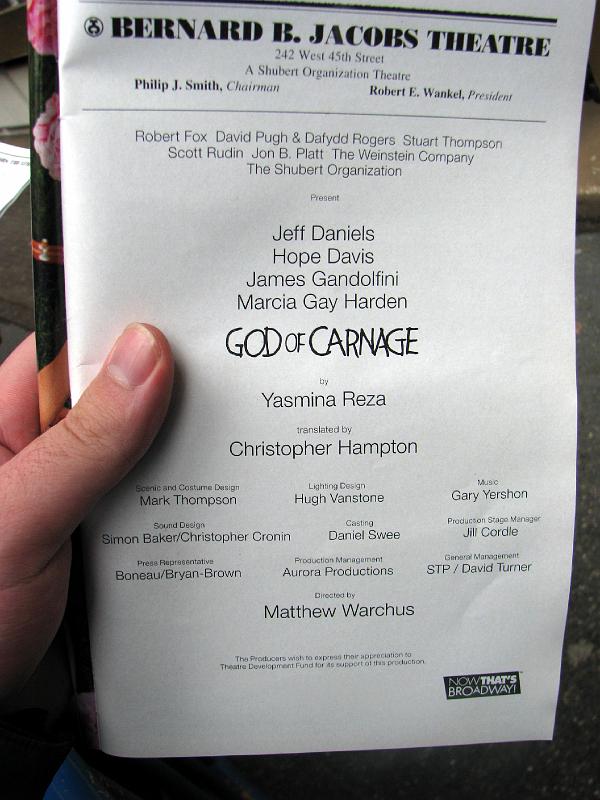 BERNARD B. JACOBS THEATRE
242 West 45th Street
A Shubert Organization Theatre
Philip J. Smith, Chairman Robert E. Wankel, President
Robert Fox David Pugh & Dafydd Rogers Stuart Thompson
Scott Rudin Jon B. Platt The Weinstein Company
The Shubert Organization
Present
Jeff Daniels
Hope Davis
James Gandolfini
Marcia Gay Harden
GOD OF CARNAGE
by
Yasmina Reza
translated by
Christopher Hampton
Scenic and Costume Design Lighting Design Music
Mark Thompson Hugh Vanstone Gary Yershon
Sound Design Casting Production Stage Manager
Simon Baker/Christopher Cronin Daniel Swee Jill Cordle
Press Representative Production Management General Management
Boneau/Bryan-Brown Aurora Productions STP / David Turner
Directed by
Matthew Warchus
The Producers wish to express their appreciation to
Theatre Development Fund for its support of this production.
NOW THAT'S
BROADWAY!